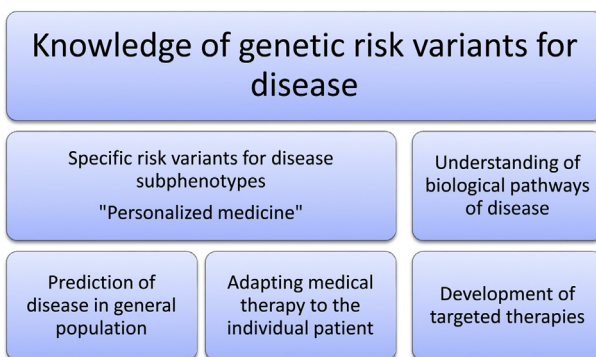 Knowledge of genetic risk variants for
disease
Specific risk variants for disease
subphenotypes
"Personalized medicine"
Understanding of
biological pathways
of disease
Prediction of
disease in general
population
Adapting medical
therapy to the
individual patient
Development of
targeted therapies